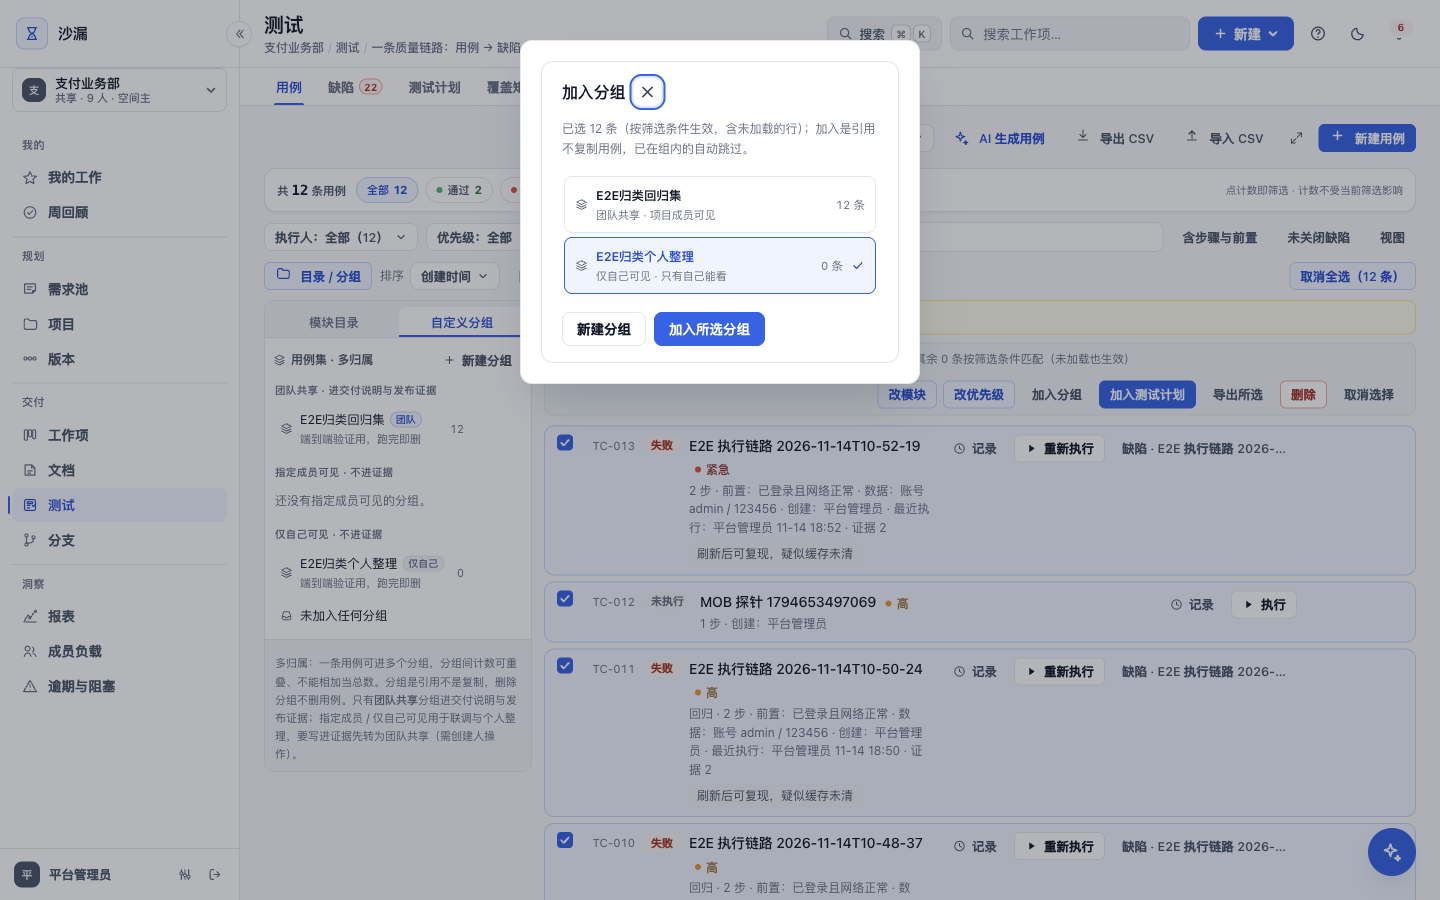 沙漏
支
支付业务部
共享 · 9 人 · 空间主
我的
我的工作
周回顾
规划
需求池
项目
版本
交付
工作项
文档
测试
分支
洞察
报表
成员负载
逾期与阻塞
平
平台管理员
测试
支付业务部 / 测试 / 一条质量链路：用例 → 缺陷
搜索 ⌘ K
搜索工作项...
新建
6
用例
缺陷 22
测试计划
AI 生成用例
导出 CSV
导入 CSV
新建用例
共 12 条用例
全部 12
通过 2
点计数即筛选 · 计数不受当前筛选影响
执行人：全部（12）
优先级：全部
含步骤与前置
未关闭缺陷
视图
目录 / 分组
排序
创建时间
取消全选（12 条）
模块目录
自定义分组
用例集 · 多归属
新建分组
团队共享 · 进交付说明与发布证据
E2E归类回归集 团队
端到端验证用，跑完即删
12
指定成员可见 · 不进证据
还没有指定成员可见的分组。
仅自己可见 · 不进证据
E2E归类个人整理 仅自己
端到端验证用，跑完即删
0
未加入任何分组
多归属：一条用例可进多个分组，分组间计数可重
叠、不能相加当总数。分组是引用不是复制，删除
分组不删用例。只有团队共享分组进交付说明与发
布证据；指定成员 / 仅自己可见用于联调与个人整
理，要写进证据先转为团队共享（需创建人操
作）。
加入分组
已选 12 条（按筛选条件生效，含未加载的行）；加入是引用
不复制用例，已在组内的自动跳过。
E2E归类回归集
团队共享 · 项目成员可见
12 条
E2E归类个人整理
仅自己可见 · 只有自己能看
0 条
新建分组
加入所选分组
其余 0 条按筛选条件匹配（未加载也生效）
改模块
改优先级
加入分组
加入测试计划
导出所选
删除
取消选择
TC-013 失败 E2E 执行链路 2026-11-14T10-52-19
紧急
2 步 · 前置：已登录且网络正常 · 数据：账号
admin / 123456 · 创建：平台管理员 · 最近执
行：平台管理员 11-14 18:52 · 证据 2
刷新后可复现，疑似缓存未清
记录
重新执行
缺陷 · E2E 执行链路 2026-...
TC-012 未执行 MOB 探针 1794653497069 高
1 步 · 创建：平台管理员
记录
执行
TC-011 失败 E2E 执行链路 2026-11-14T10-50-24
高
回归 · 2 步 · 前置：已登录且网络正常 · 数
据：账号 admin / 123456 · 创建：平台管理
员 · 最近执行：平台管理员 11-14 18:50 · 证
据 2
刷新后可复现，疑似缓存未清
记录
重新执行
缺陷 · E2E 执行链路 2026-...
TC-010 失败 E2E 执行链路 2026-11-14T10-48-37
高
回归 · 2 步 · 前置：已登录且网络正常 · 数
记录
重新执行
缺陷 · E2E 执行链路 2026-...